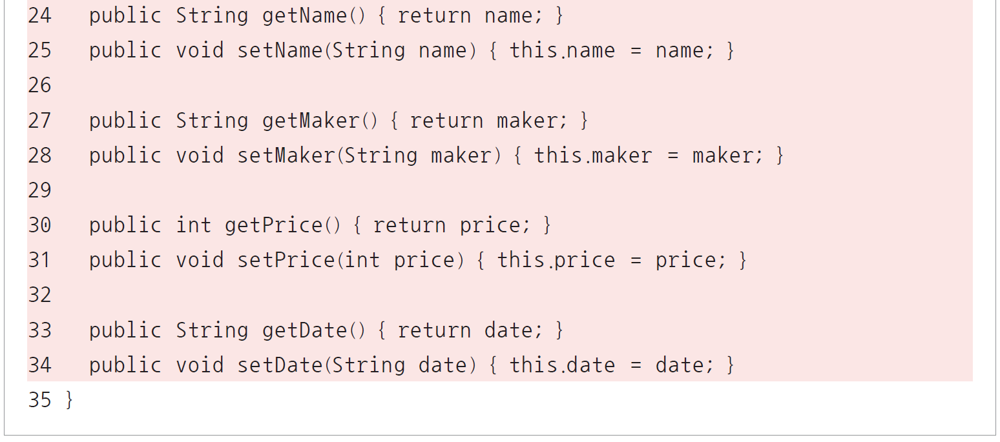 24   public String getName() { return name; }
25   public void setName(String name) { this.name = name; }
26
27   public String getMaker() { return maker; }
28   public void setMaker(String maker) { this.maker = maker; }
29
30   public int getPrice() { return price; }
31   public void setPrice(int price) { this.price = price; }
32
33   public String getDate() { return date; }
34   public void setDate(String date) { this.date = date; }
35 }